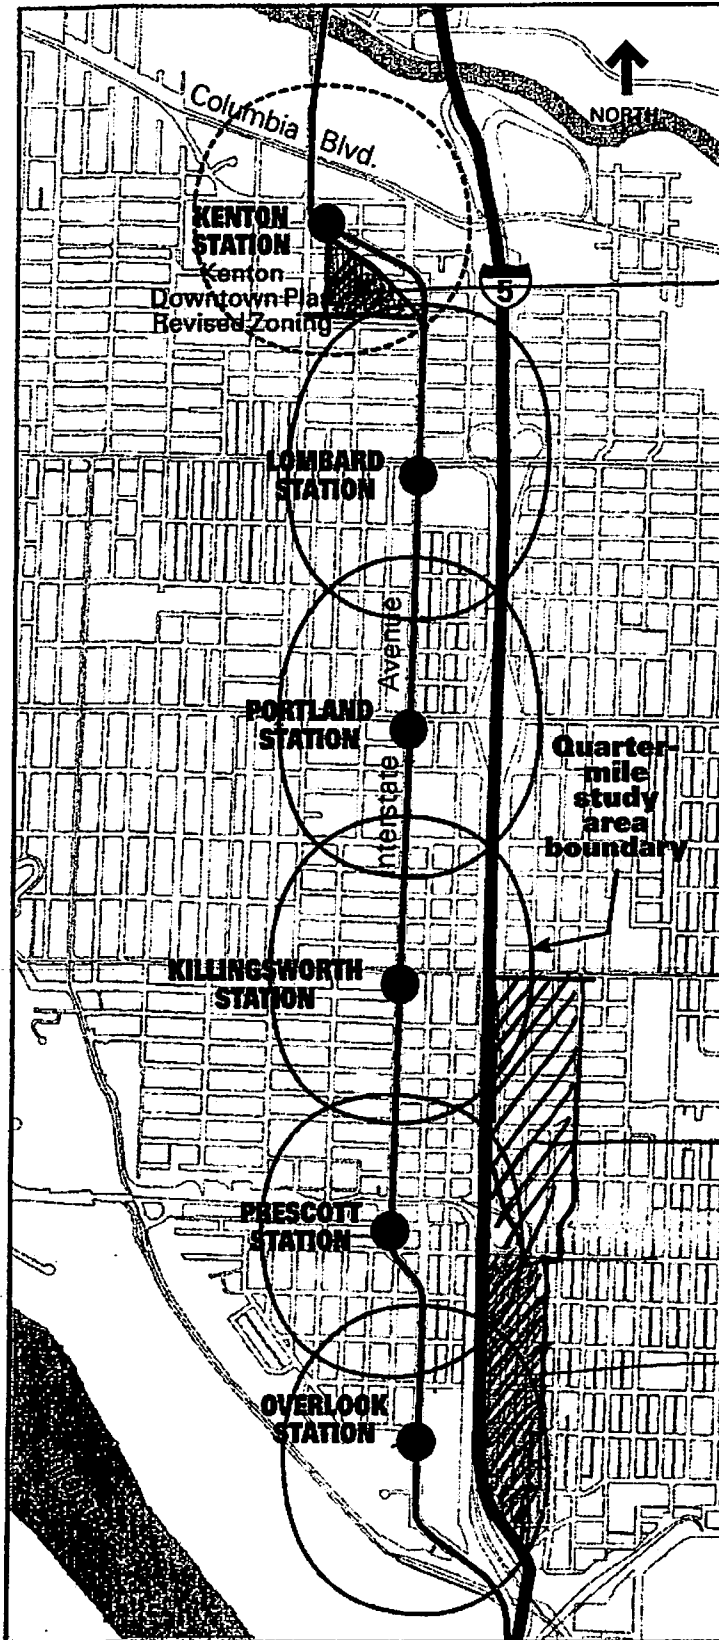 NORTH
Columbia Blvd.
KENTON
STATION
Kenton
Downtown Plan
Revised Zoning
5
LOMBARD
STATION
Interstate Avenue
PORTLAND
STATION
Quarter-
mile
study
area
boundary
KILLINGSWORTH
STATION
PRESCOTT
STATION
OVERLOOK
STATION